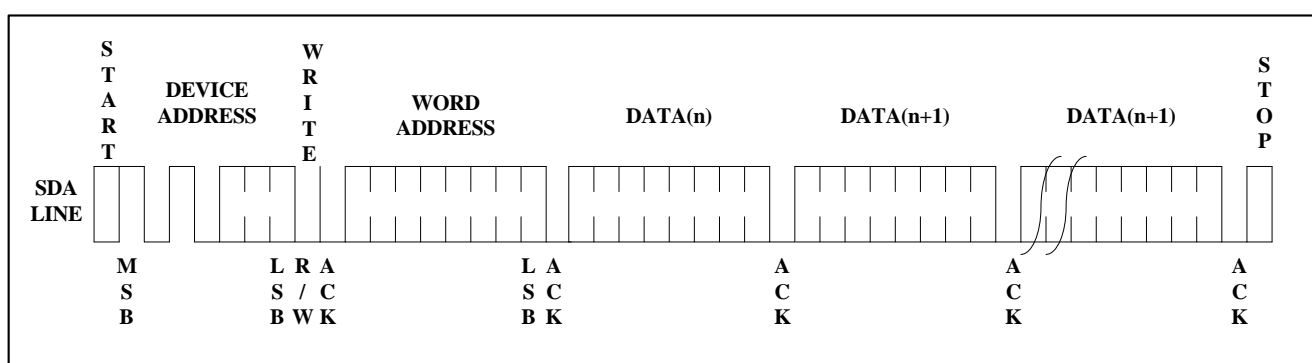 START
DEVICE
ADDRESS
WRITE
WORD
ADDRESS
DATA(n)
DATA(n+1)
DATA(n+1)
STOP
SDA
LINE
MSB
LSB
R/W
ACK
LSB
ACK
ACK
ACK
ACK